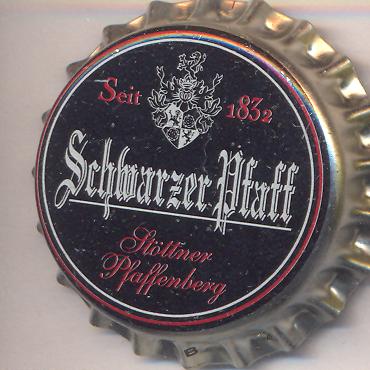 Seit 1832
Schwarzer Pfaff
Stöttner
Pfaffenberg
B